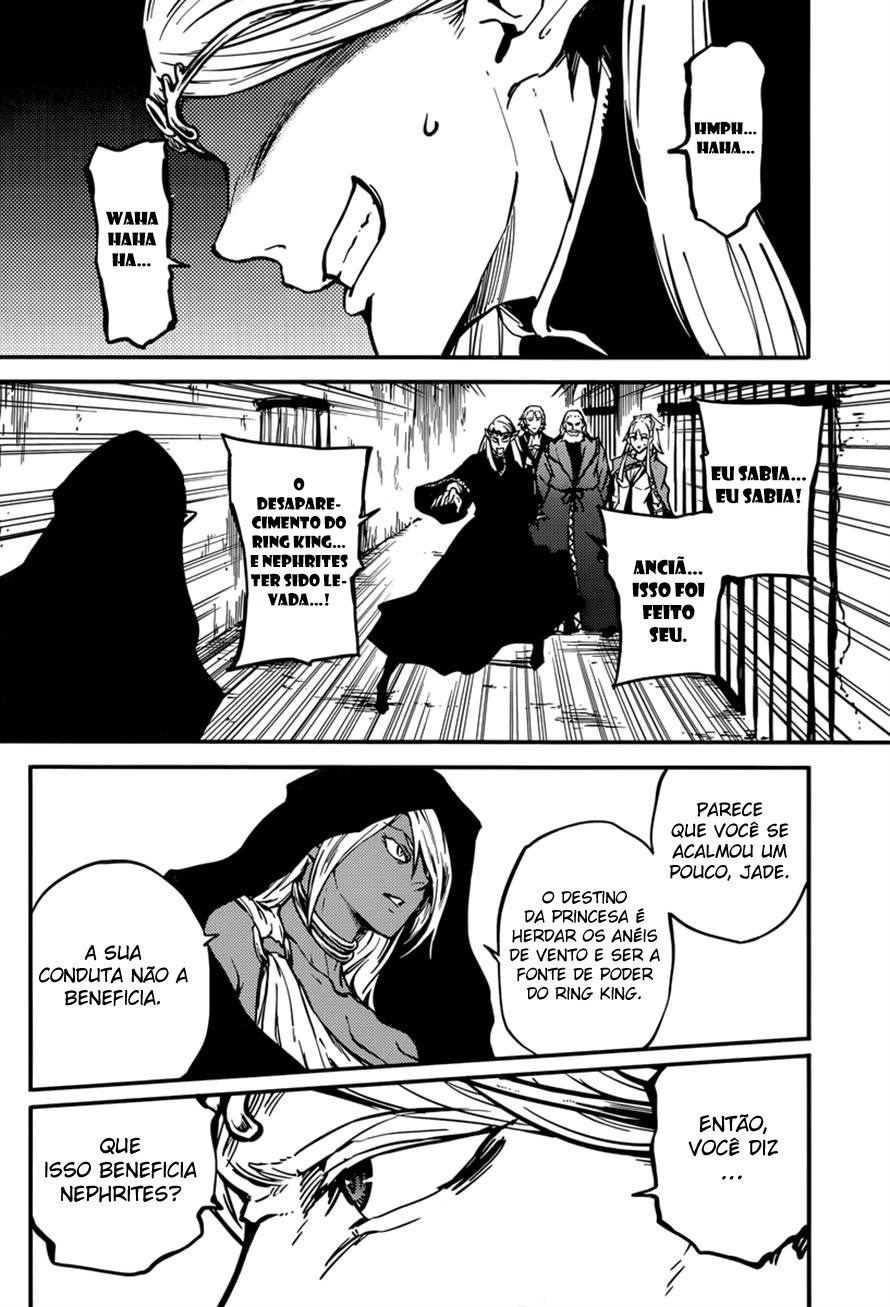 HMPH...
HAHA...
WAHA
HAHA
HA...
EU SABIA...
EU SABIA!
ANCIÃ...
ISSO FOI
FEITO
SEU.
O
DESAPARE-
CIMENTO DO
RING KING...
E NEPHRITES
TER SIDO LE-
VADA...!
PARECE
QUE VOCÊ SE
ACALMOU UM
POUCO, JADE.
O DESTINO
DA PRINCESA É
HERDAR OS ANÉIS
DE VENTO E SER A
FONTE DE PODER
DO RING KING.
A SUA
CONDUTA NÃO A
BENEFICIA.
ENTÃO,
VOCÊ DIZ
...
QUE
ISSO BENEFICIA
NEPHRITES?